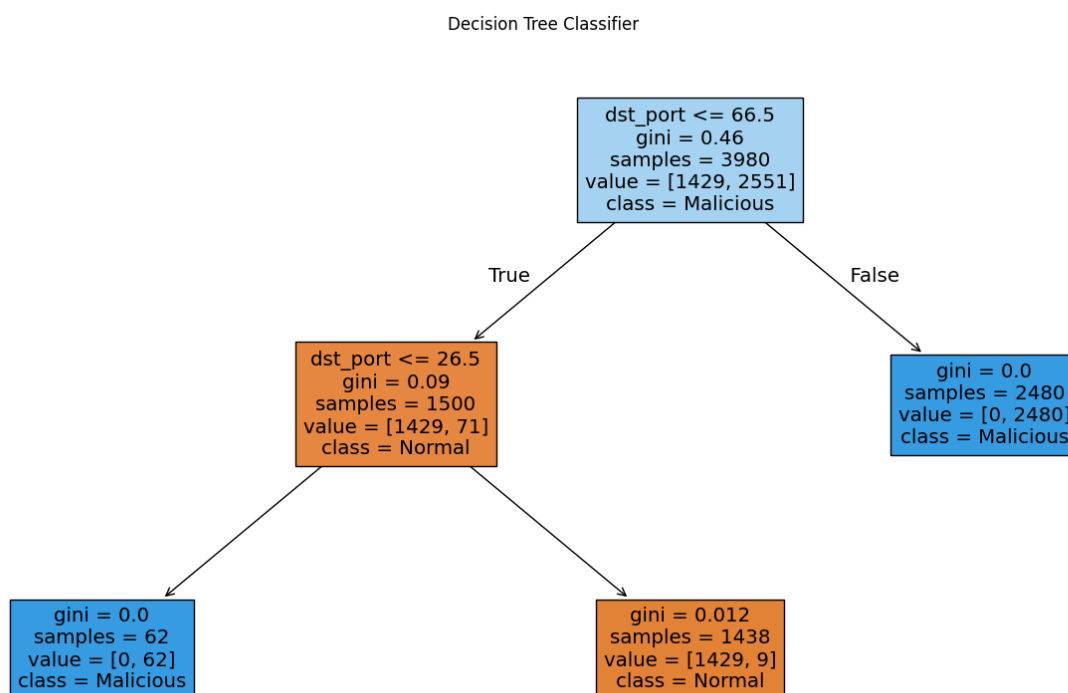 Decision Tree Classifier
dst_port <= 66.5
gini = 0.46
samples = 3980
value = [1429, 2551]
class = Malicious
True
False
dst_port <= 26.5
gini = 0.09
samples = 1500
value = [1429, 71]
class = Normal
gini = 0.0
samples = 2480
value = [0, 2480]
class = Malicious
gini = 0.0
samples = 62
value = [0, 62]
class = Malicious
gini = 0.012
samples = 1438
value = [1429, 9]
class = Normal